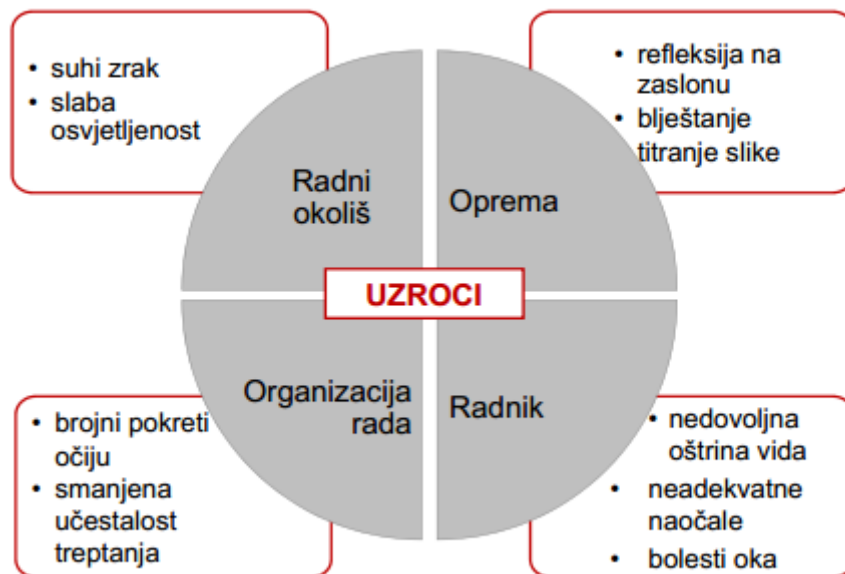 • suhi zrak
• slaba
osvjetljenost
• refleksija na
zaslonu
• blještanje
titranje slike
Radni
okoliš
Oprema
UZROCI
Organizacija
rada
Radnik
• brojni pokreti
očiju
• smanjena
učestalost
treptanja
• nedovoljna
oštrina vida
• neadekvatne
naočale
• bolesti oka